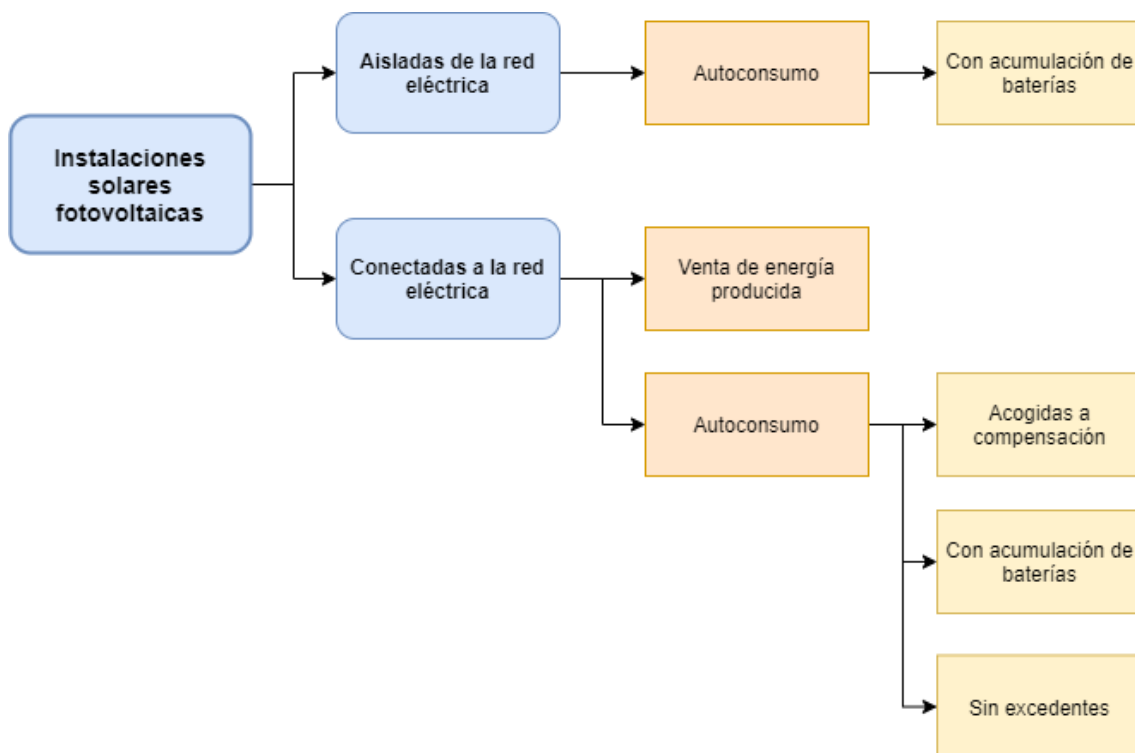 Aisladas de la red
eléctrica
Autoconsumo
Con acumulación de
baterías
Instalaciones
solares
fotovoltaicas
Conectadas a la red
eléctrica
Venta de energía
producida
Autoconsumo
Acogidas a
compensación
Con acumulación de
baterías
Sin excedentes